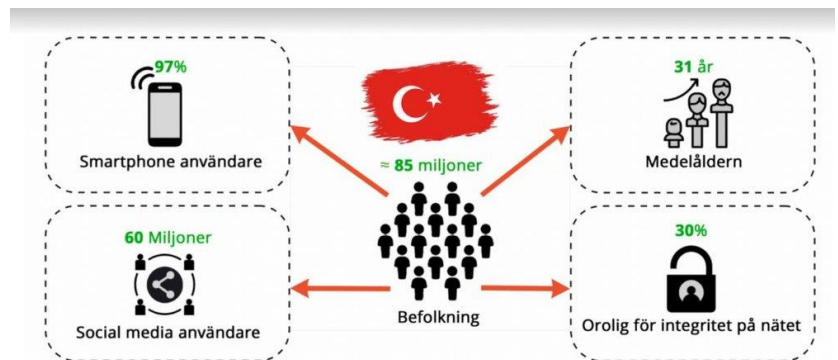 97%
Smartphone användare
≈ 85 miljoner
Befolkning
31 år
Medelåldern
60 Miljoner
Social media användare
30%
Orolig för integritet på nätet